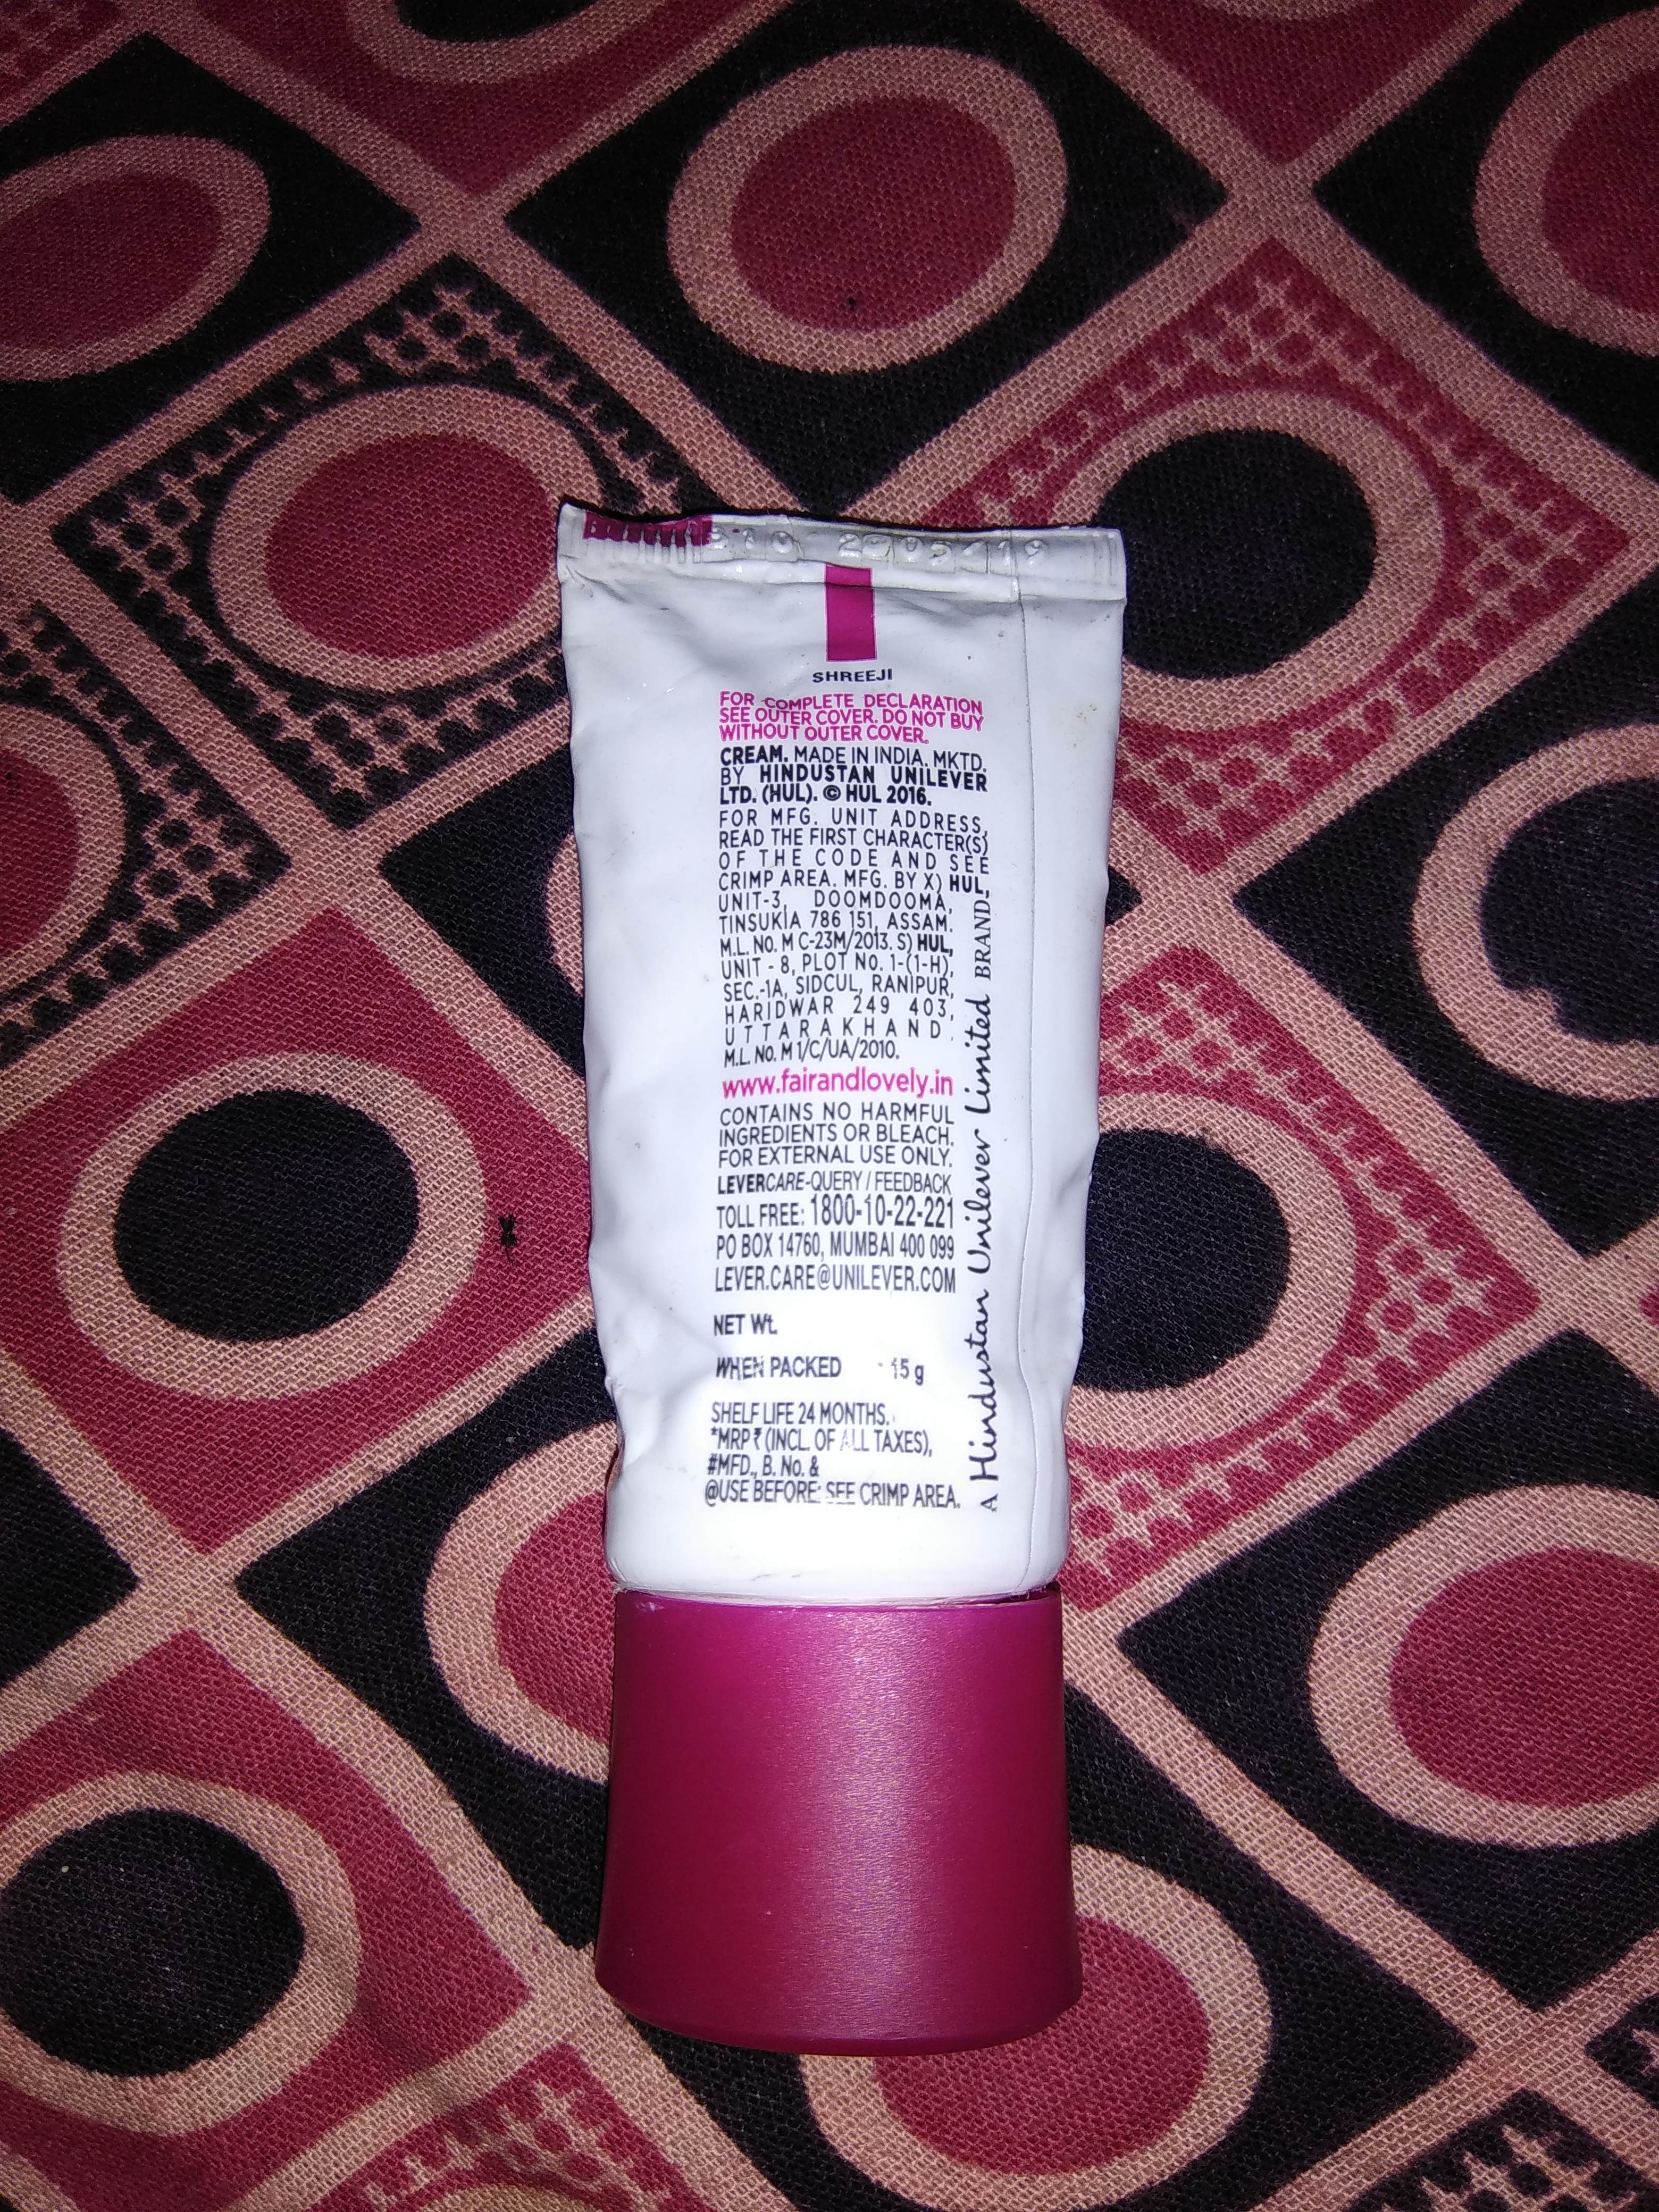 SHREEJI
FOR COMPLETE DECLARATION
SEE OUTER COVER. DO NOT BUY
WITHOUT OUTER COVER.
CREAM. MADE IN INDIA. MKTD.
BY HINDUSTAN UNILEVER
LTD. (HUL). © HUL 2016.
FOR MFG. UNIT ADDRESS,
READ THE FIRST CHARACTER(S)
OF THE CODE AND SEE
CRIMP AREA. MFG. BY X) HUL,
UNIT-3, DOOMDOOMA,
TINSUKIA 786 151, ASSAM.
M.L. NO. M C-23M/2013. S) HUL,
UNIT - 8, PLOT NO. 1-(1-H),
SEC.-1A, SIDCUL, RANIPUR,
HARIDWAR 249 403,
UTTARAKHAND.
M.L. NO. M 1/C/UA/2010.
www.fairandlovely.in
CONTAINS NO HARMFUL
INGREDIENTS OR BLEACH.
FOR EXTERNAL USE ONLY.
LEVERCARE-QUERY / FEEDBACK
TOLL FREE: 1800-10-22-221
PO BOX 14760, MUMBAI 400 099
LEVER.CARE@UNILEVER.COM
NET Wt.
WHEN PACKED 15 g
SHELF LIFE 24 MONTHS.
*MRP ₹ (INCL. OF ALL TAXES),
#MFD., B. No. &
@USE BEFORE: SEE CRIMP AREA.
A Hindustan Unilever Limited BRAND.